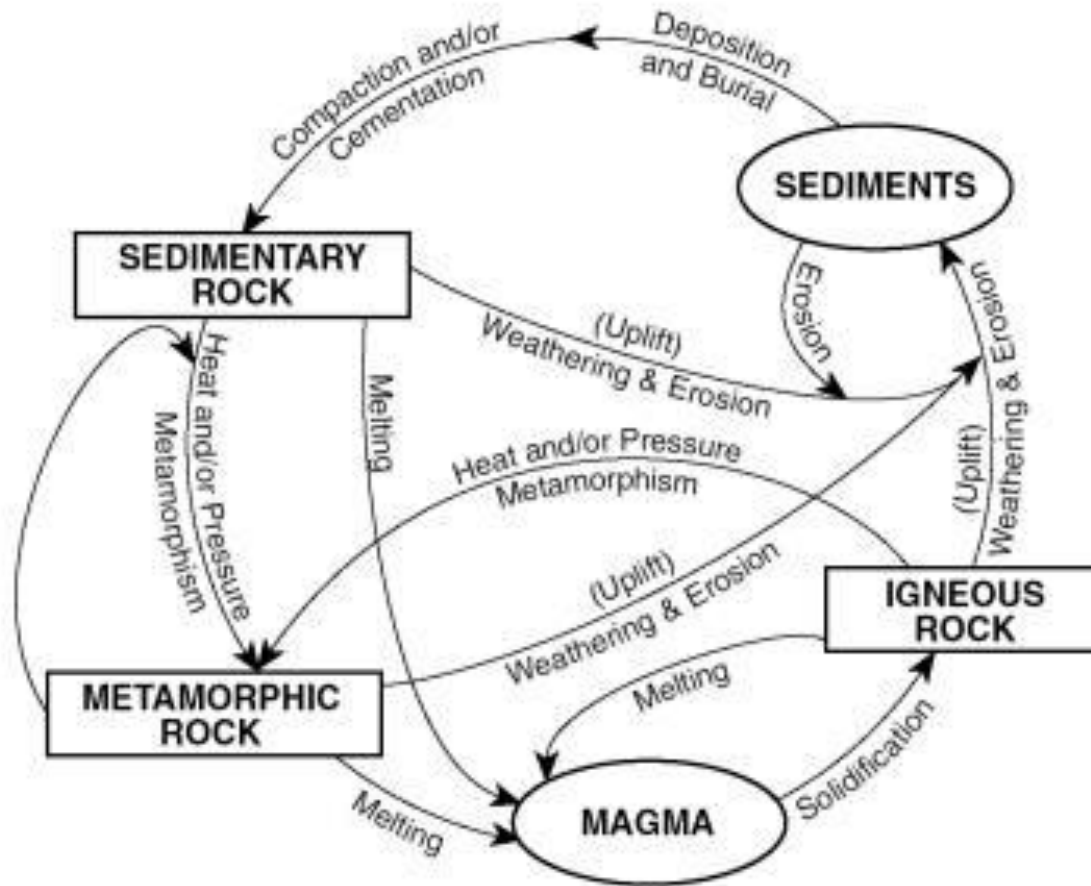 Deposition
and Burial
Compaction and/or
Cementation
SEDIMENTS
SEDIMENTARY
ROCK
Erosion
(Uplift)
Weathering & Erosion
(Uplift)
Weathering & Erosion
Heat and/or Pressure
Metamorphism
Melting
Heat and/or Pressure
Metamorphism
(Uplift)
Weathering & Erosion
IGNEOUS
ROCK
METAMORPHIC
ROCK
Melting
Melting
Solidification
MAGMA